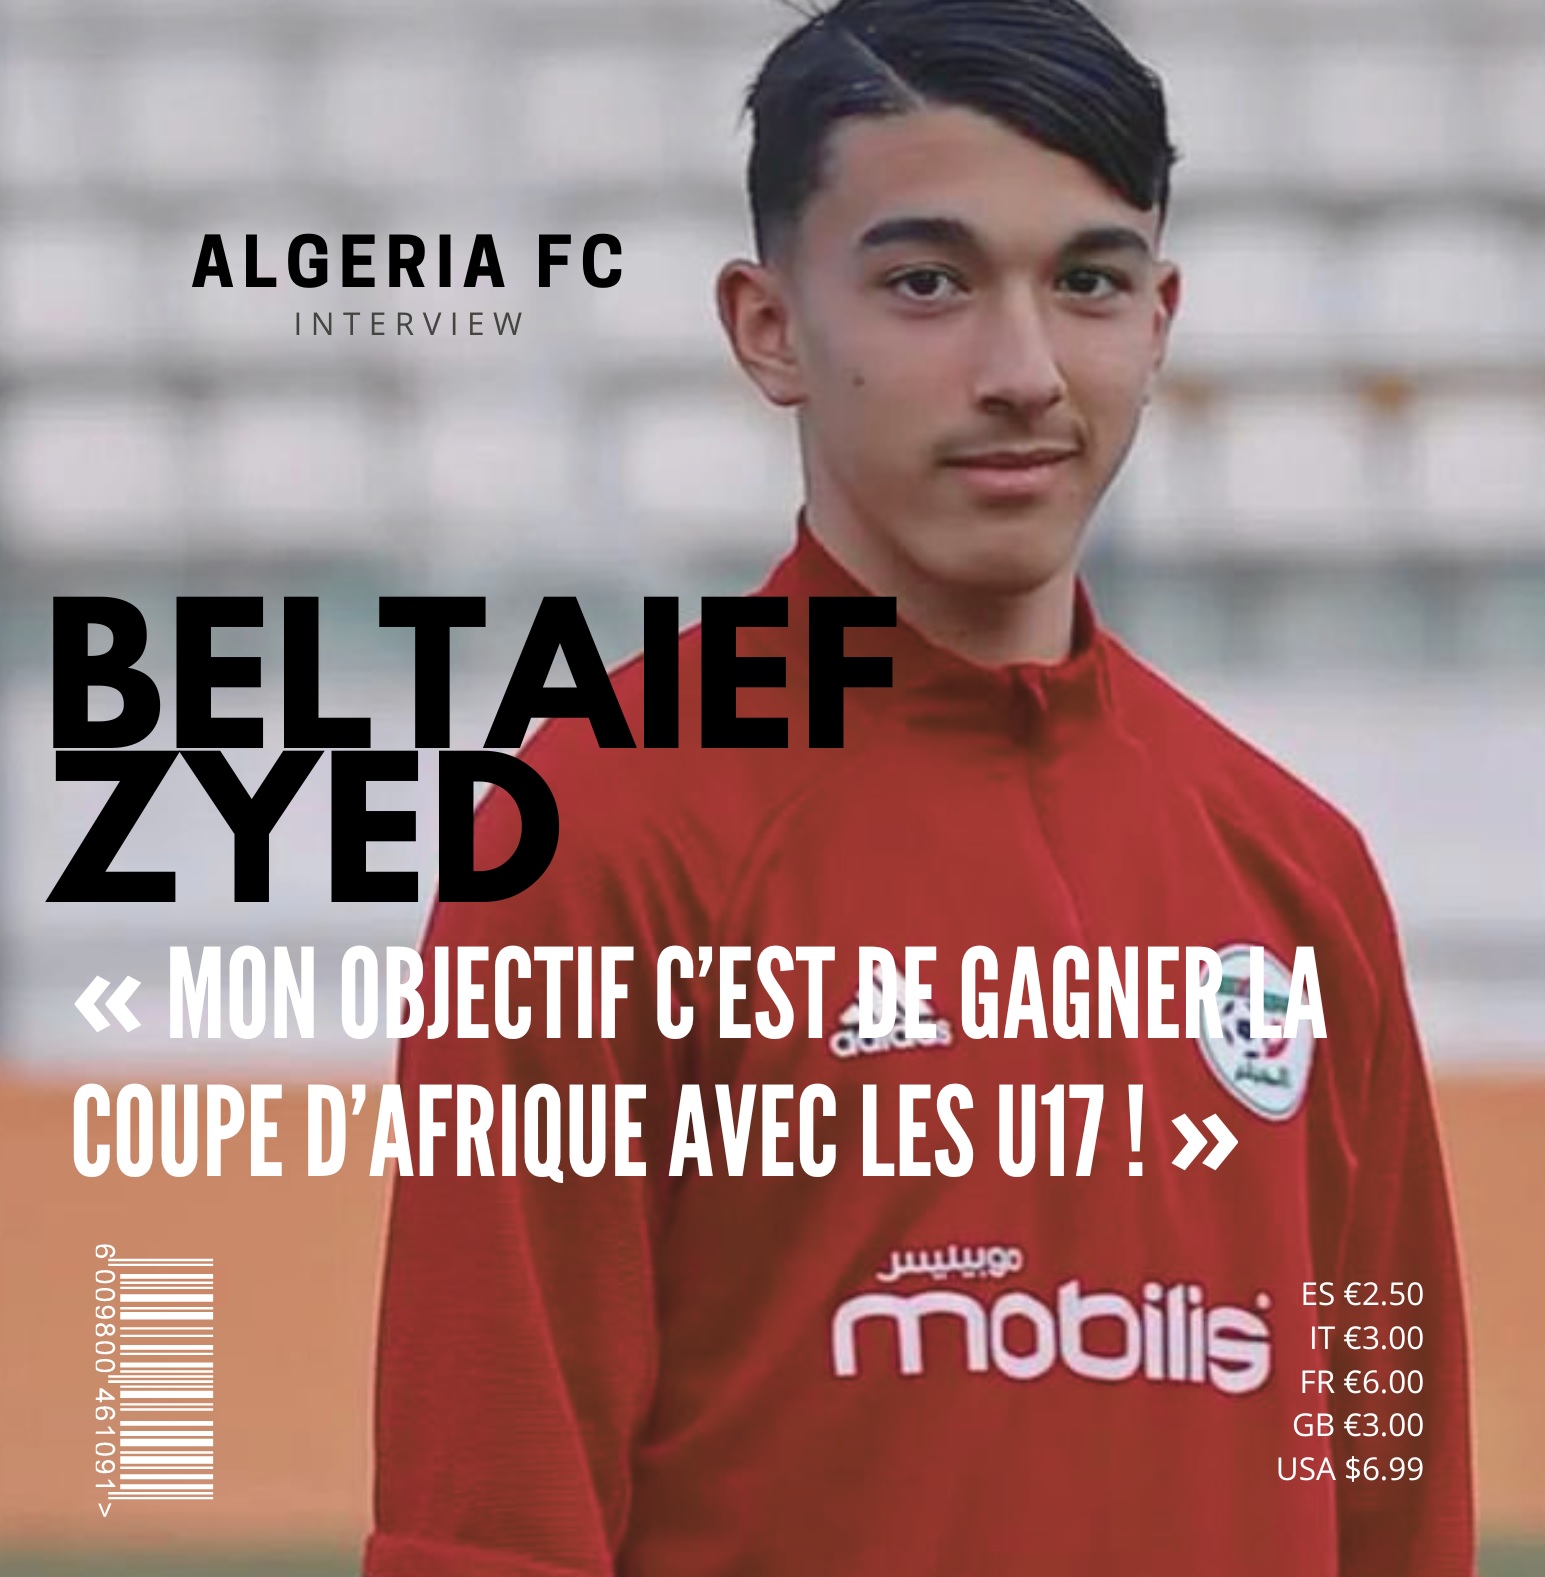 ALGERIA FC
INTERVIEW
BELTAIEF
ZYED
« MON OBJECTIF C’EST DE GAGNER LA
COUPE D’AFRIQUE AVEC LES U17 ! »
adidas
موبيليس
mobilis
ES €2.50
IT €3.00
FR €6.00
GB €3.00
USA $6.99
6 009800 461091 >